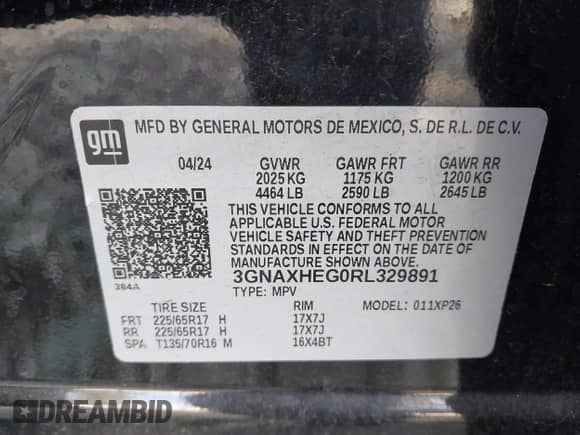 gm
MFD BY GENERAL MOTORS DE MEXICO, S. DE R.L. DE C.V.
04/24 GVWR GAWR FRT GAWR RR
2025 KG 1175 KG 1200 KG
4464 LB 2590 LB 2645 LB
THIS VEHICLE CONFORMS TO ALL
APPLICABLE U.S. FEDERAL MOTOR
VEHICLE SAFETY AND THEFT PREVENTION
STANDARDS IN EFFECT ON THE DATE OF
MANUFACTURE SHOWN ABOVE.
384A
3GNAXHEG0RL329891
TYPE: MPV
TIRE SIZE RIM MODEL: 011XP26
FRT 225/65R17 H 17X7J
RR 225/65R17 H 17X7J
SPA T135/70R16 M 16X4BT
DREAMBID